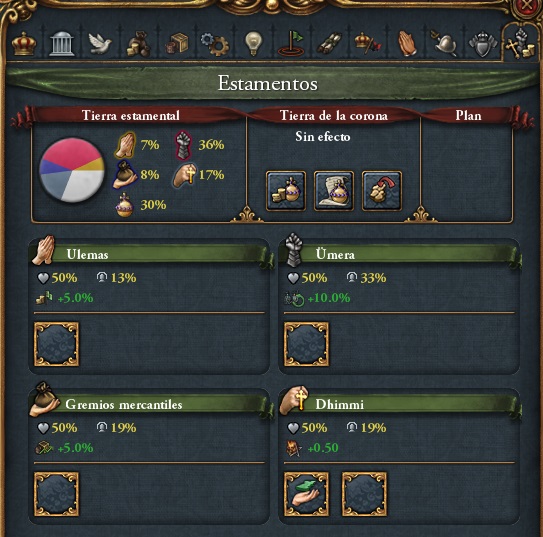 Estamentos
Tierra estamental
Tierra de la corona
Plan
7%
36%
Sin efecto
8%
17%
30%
Ulemas
50% 13%
+5.0%
Ümera
50% 33%
+10.0%
Gremios mercantiles
50% 19%
+5.0%
Dhimmi
50% 19%
+0.50